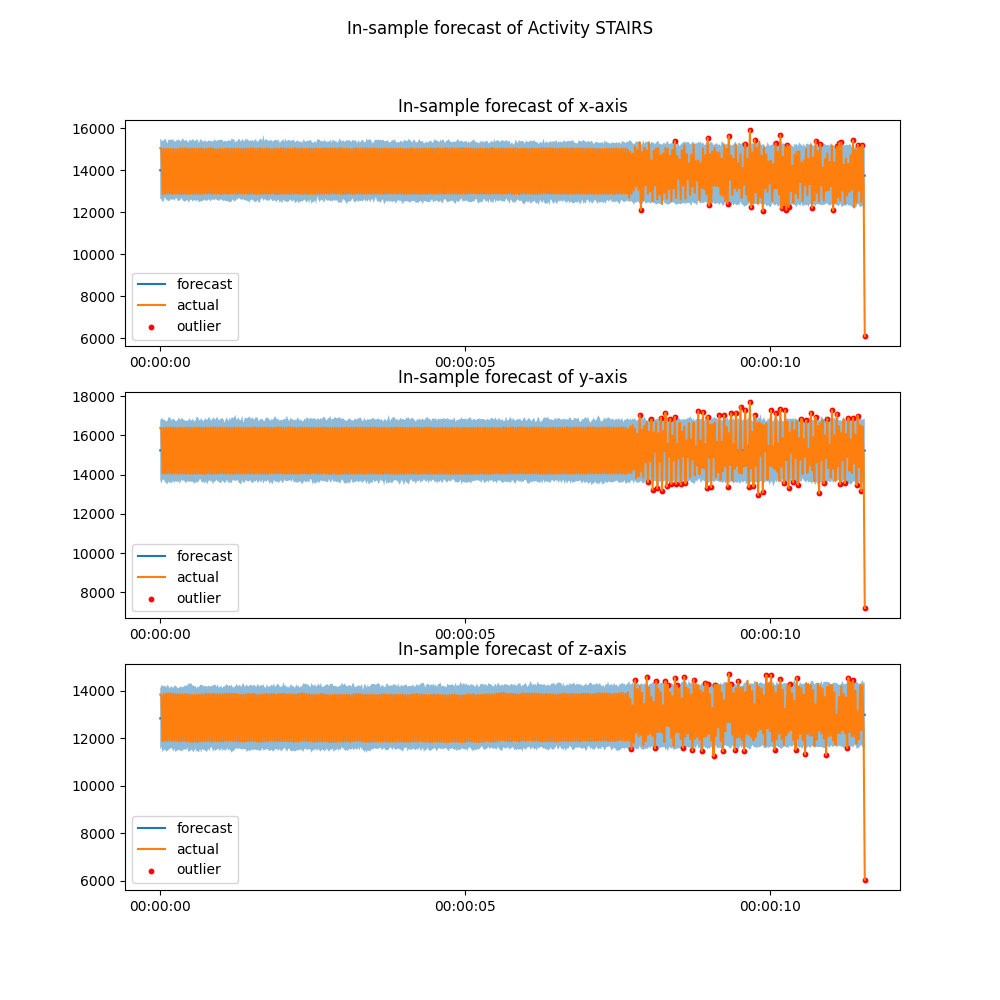 In-sample forecast of Activity STAIRS
In-sample forecast of x-axis
16000
14000
12000
10000
8000
6000
forecast
actual
outlier
00:00:00 00:00:05 00:00:10
In-sample forecast of y-axis
18000
16000
14000
12000
10000
8000
forecast
actual
outlier
00:00:00 00:00:05 00:00:10
In-sample forecast of z-axis
14000
12000
10000
8000
6000
forecast
actual
outlier
00:00:00 00:00:05 00:00:10